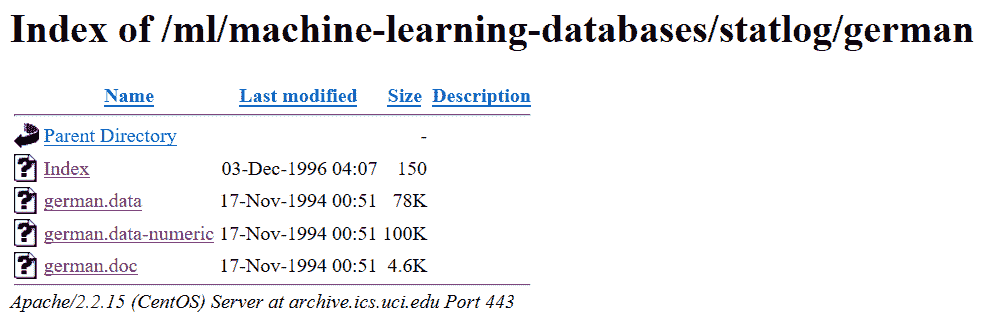 Index of /ml/machine-learning-databases/statlog/german
Name Last modified Size Description
Parent Directory -
Index 03-Dec-1996 04:07 150
german.data 17-Nov-1994 00:51 78K
german.data-numeric 17-Nov-1994 00:51 100K
german.doc 17-Nov-1994 00:51 4.6K
Apache/2.2.15 (CentOS) Server at archive.ics.uci.edu Port 443